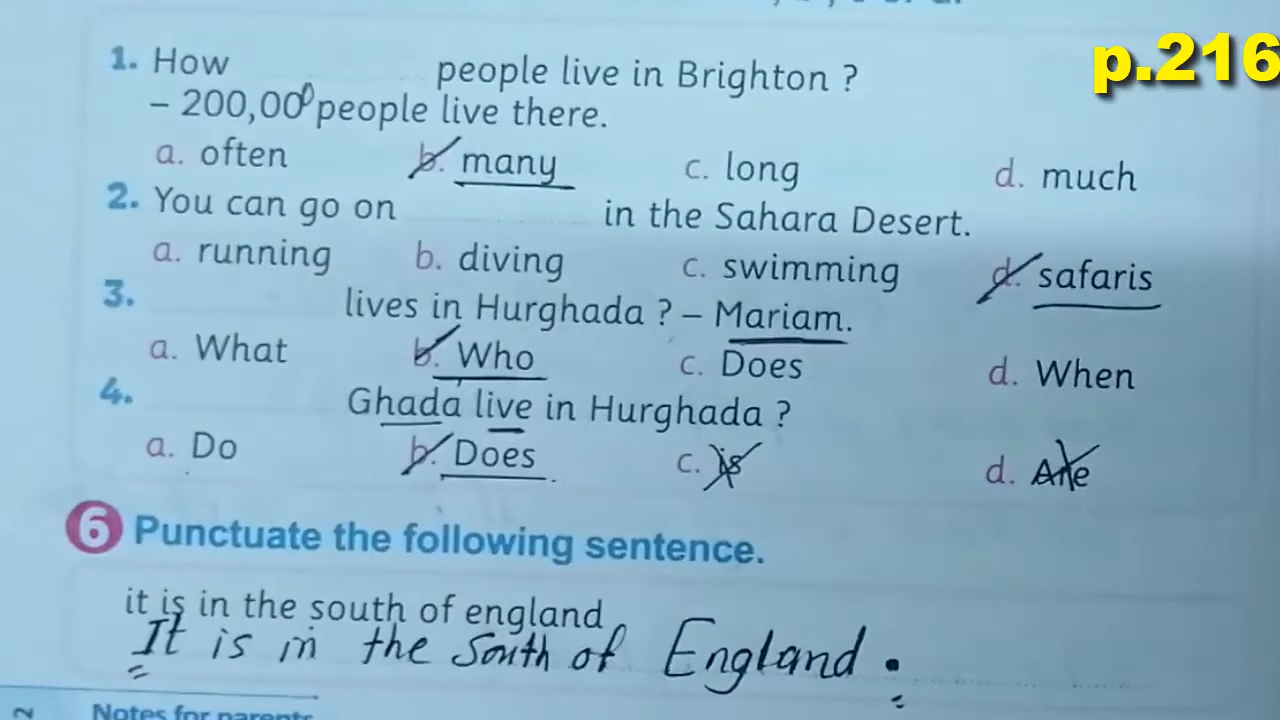 p.216
1. How people live in Brighton ?
– 200,000 people live there.
a. often b. many c. long d. much
2. You can go on in the Sahara Desert.
a. running b. diving c. swimming d. safaris
3. lives in Hurghada ? – Mariam.
a. What b. Who c. Does d. When
4. Ghada live in Hurghada ?
a. Do b. Does c. is d. Are
6 Punctuate the following sentence.
it is in the south of england
It is in the south of England .
2 Notes for parents